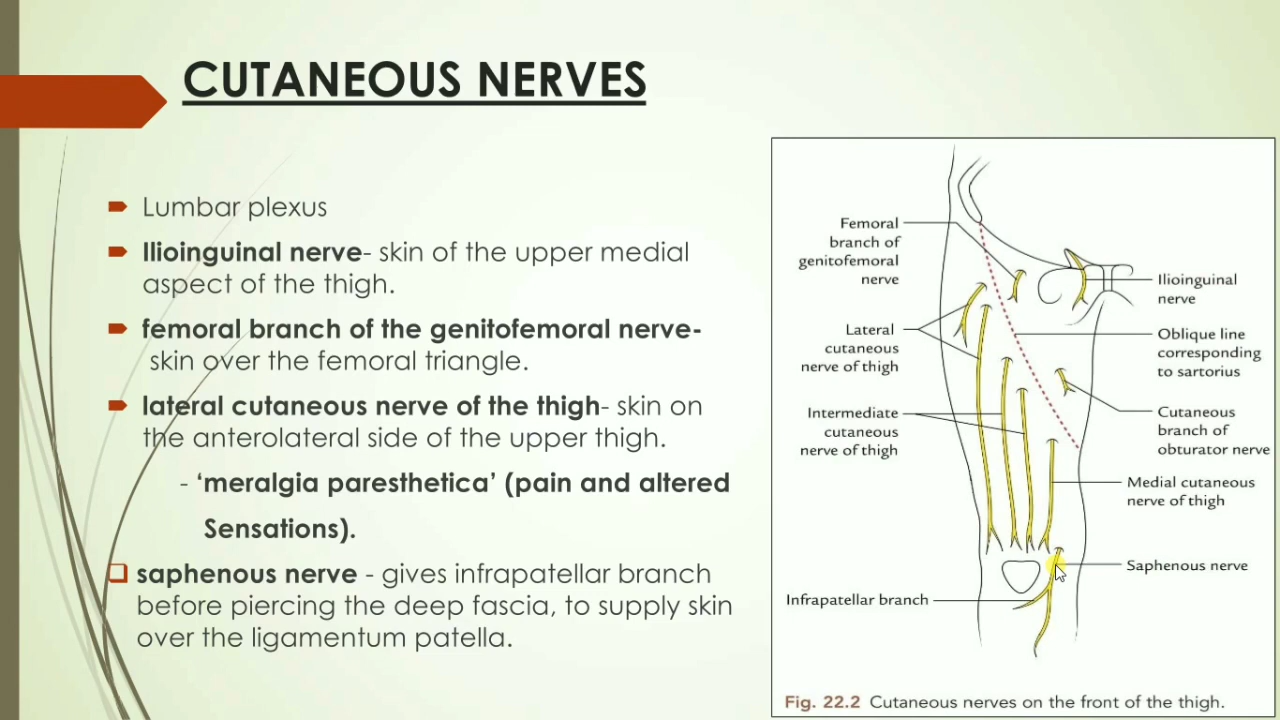 CUTANEOUS NERVES
Lumbar plexus
Ilioinguinal nerve- skin of the upper medial
aspect of the thigh.
femoral branch of the genitofemoral nerve-
skin over the femoral triangle.
lateral cutaneous nerve of the thigh- skin on
the anterolateral side of the upper thigh.
- ‘meralgia paresthetica’ (pain and altered
Sensations).
saphenous nerve - gives infrapatellar branch
before piercing the deep fascia, to supply skin
over the ligamentum patella.
Femoral
branch of
genitofemoral
nerve
Lateral
cutaneous
nerve of thigh
Intermediate
cutaneous
nerve of thigh
Infrapatellar branch
Ilioinguinal
nerve
Oblique line
corresponding
to sartorius
Cutaneous
branch of
obturator nerve
Medial cutaneous
nerve of thigh
Saphenous nerve
Fig. 22.2 Cutaneous nerves on the front of the thigh.